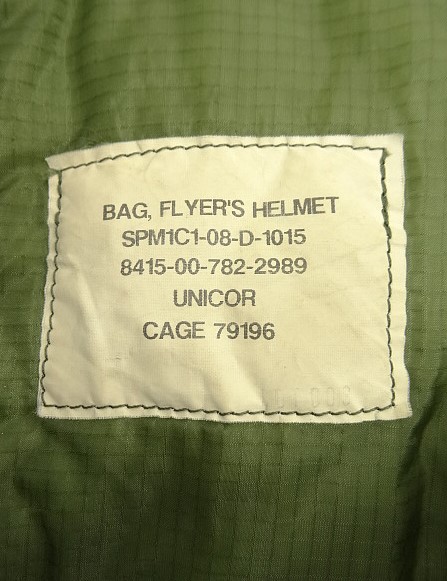 BAG, FLYER'S HELMET
SPM1C1-08-D-1015
8415-00-782-2989
UNICOR
CAGE 79196